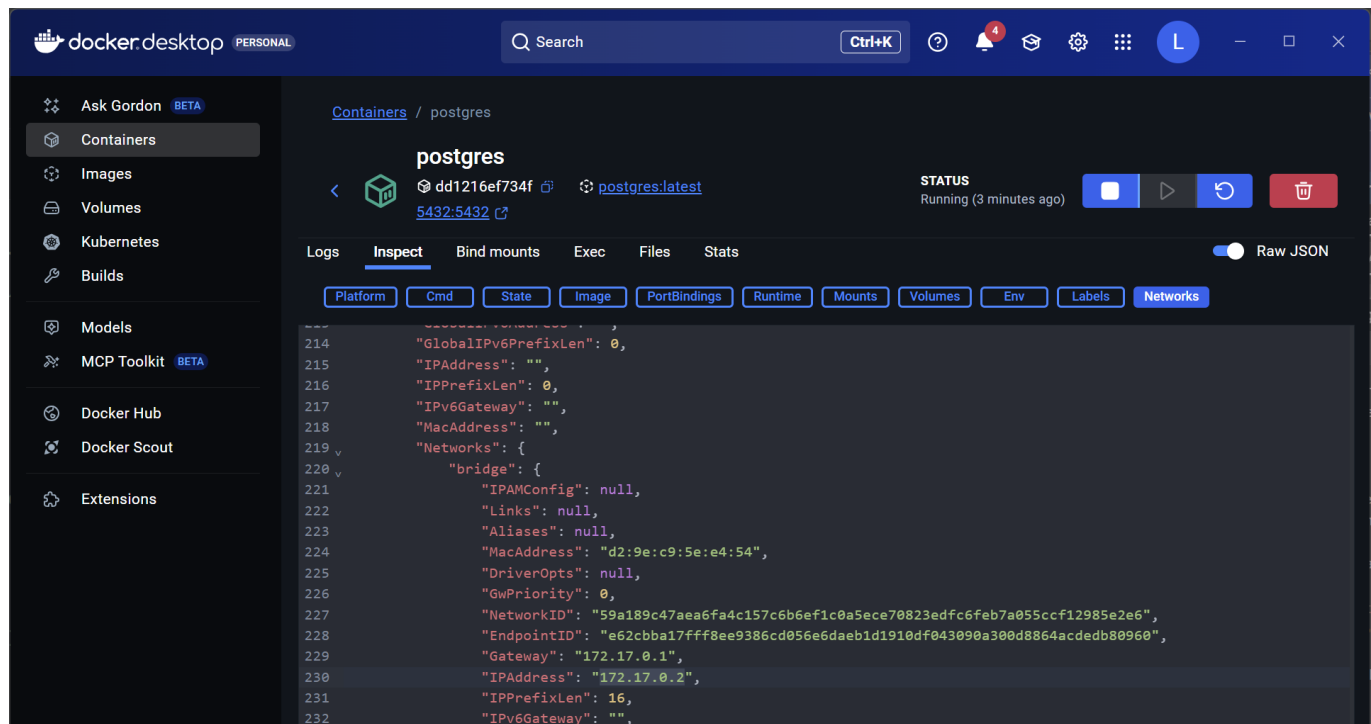 docker.desktop PERSONAL
Search
Ctrl+K
4
L
Ask Gordon BETA
Containers
Images
Volumes
Kubernetes
Builds
Models
MCP Toolkit BETA
Docker Hub
Docker Scout
Extensions
Containers / postgres
postgres
dd1216ef734f postgres:latest
5432:5432
STATUS
Running (3 minutes ago)
Logs Inspect Bind mounts Exec Files Stats
Raw JSON
Platform Cmd State Image PortBindings Runtime Mounts Volumes Env Labels Networks
214 "GlobalIPv6PrefixLen": 0,
215 "IPAddress": "",
216 "IPPrefixLen": 0,
217 "IPv6Gateway": "",
218 "MacAddress": "",
219 "Networks": {
220 "bridge": {
221 "IPAMConfig": null,
222 "Links": null,
223 "Aliases": null,
224 "MacAddress": "d2:9e:c9:5e:e4:54",
225 "DriverOpts": null,
226 "GwPriority": 0,
227 "NetworkID": "59a189c47aea6fa4c157c6b6ef1c0a5ece70823edfc6feb7a055ccf12985e2e6",
228 "EndpointID": "e62cbba17fff8ee9386cd056e6daeb1d1910df043090a300d8864acdedb80960",
229 "Gateway": "172.17.0.1",
230 "IPAddress": "172.17.0.2",
231 "IPPrefixLen": 16,
232 "IPv6Gateway": "",